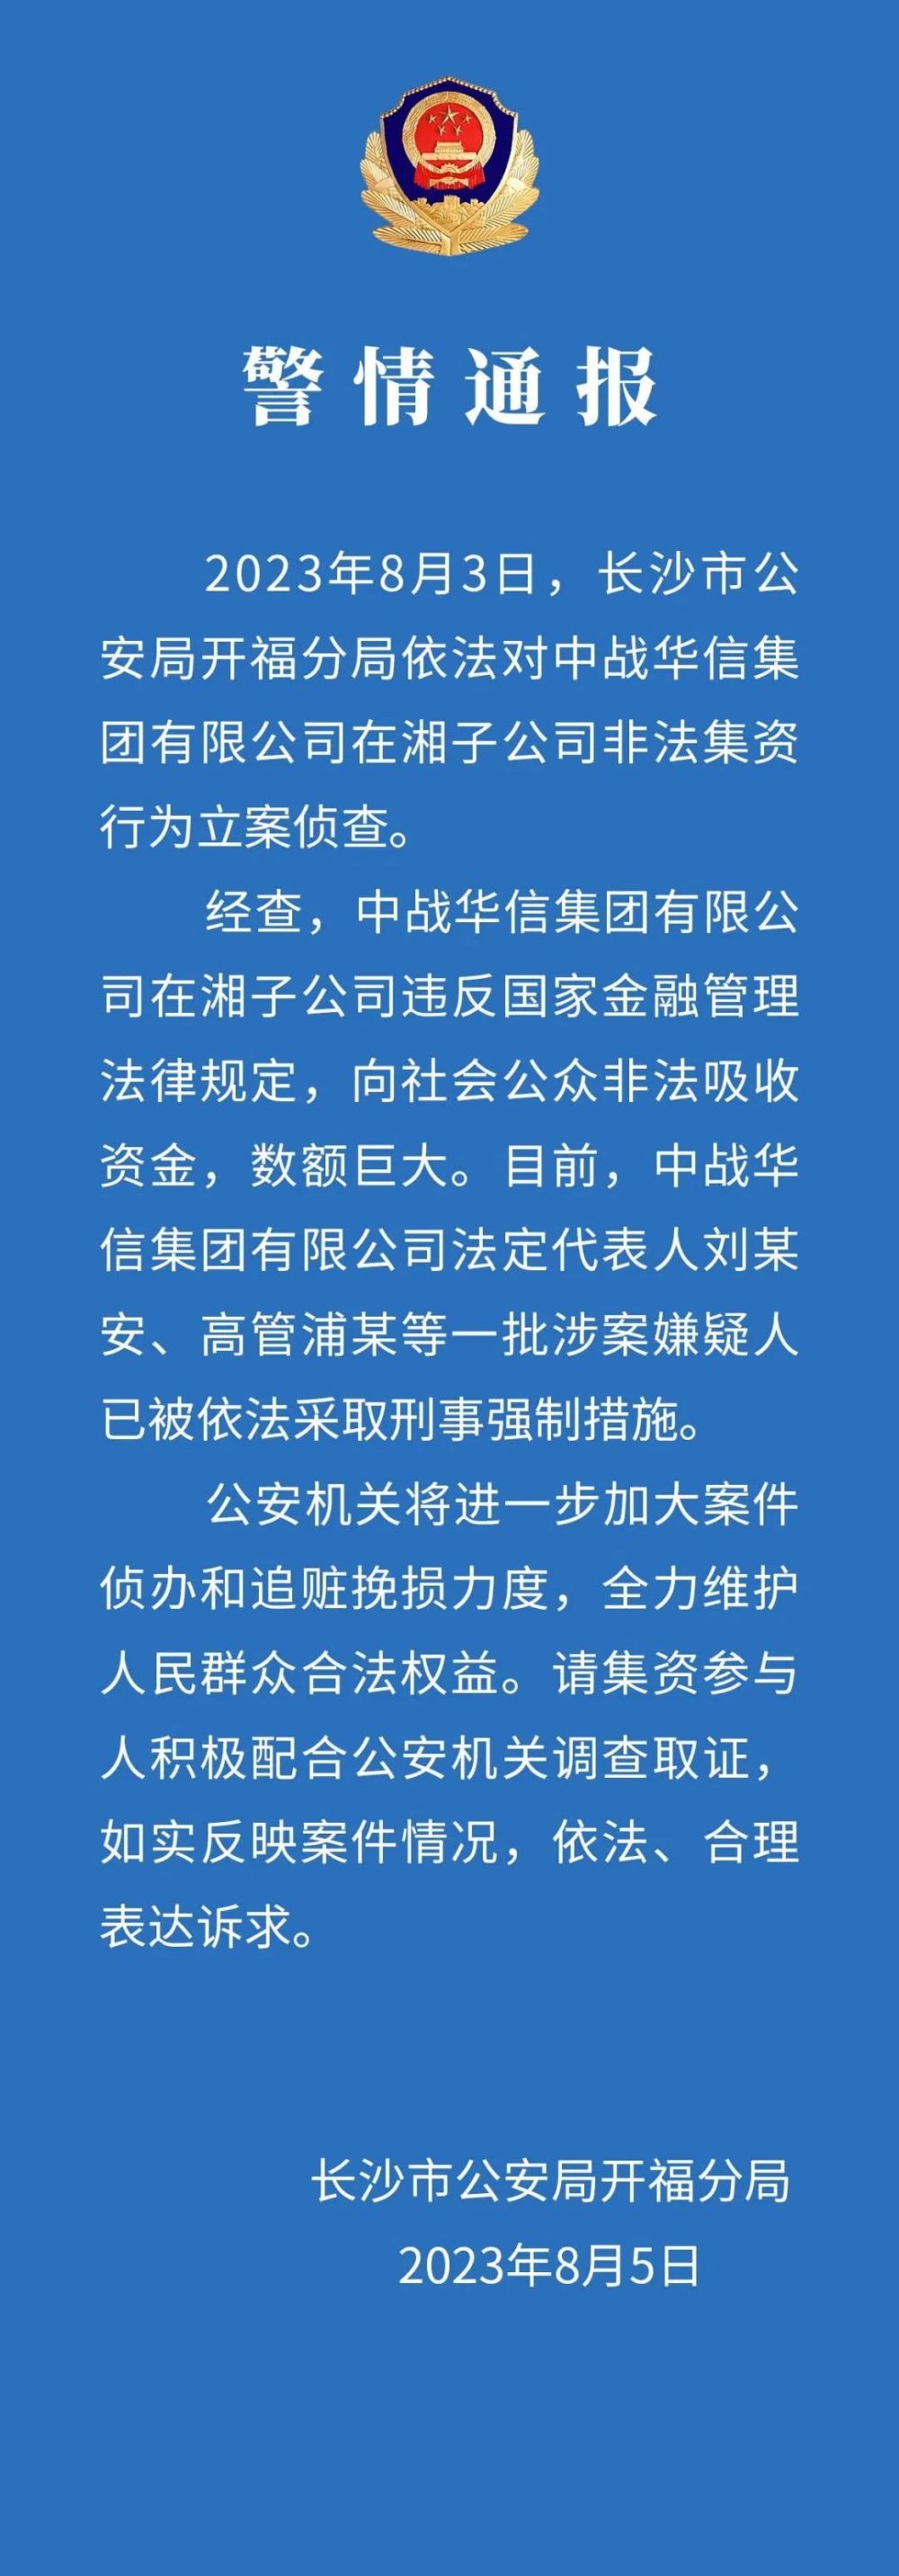 警情通报
2023年8月3日，长沙市公
安局开福分局依法对中战华信集
团有限公司在湘子公司非法集资
行为立案侦查。
经查，中战华信集团有限公
司在湘子公司违反国家金融管理
法律规定，向社会公众非法吸收
资金，数额巨大。目前，中战华
信集团有限公司法定代表人刘某
安、高管浦某等一批涉案嫌疑人
已被依法采取刑事强制措施。
公安机关将进一步加大案件
侦办和追赃挽损力度，全力维护
人民群众合法权益。请集资参与
人积极配合公安机关调查取证，
如实反映案件情况，依法、合理
表达诉求。
长沙市公安局开福分局
2023年8月5日